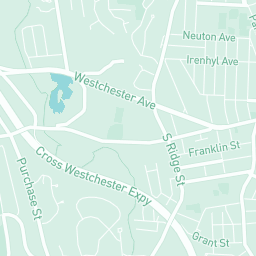 Neuton Ave
Irenhyl Ave
Westchester Ave
S Ridge St
Franklin St
Cross Westchester Expy
Purchase St
Grant St